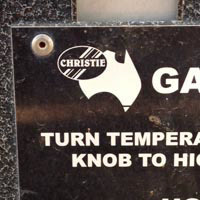 CHRISTIE
GA
TURN TEMPERA
KNOB TO HIG